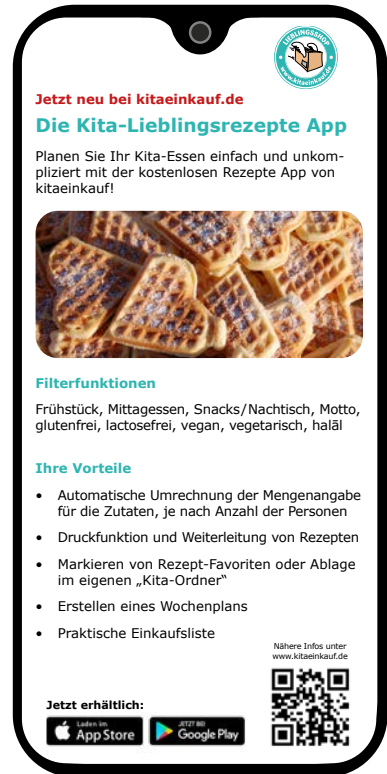 LIEBLINGSSHOP
www.kitaeinkauf.de
Jetzt neu bei kitaeinkauf.de
Die Kita-Lieblingsrezepte App
Planen Sie Ihr Kita-Essen einfach und unkom-
pliziert mit der kostenlosen Rezepte App von
kitaeinkauf!
Filterfunktionen
Frühstück, Mittagessen, Snacks/Nachtisch, Motto,
glutenfrei, lactosefrei, vegan, vegetarisch, halāl
Ihre Vorteile
• Automatische Umrechnung der Mengenangabe
für die Zutaten, je nach Anzahl der Personen
• Druckfunktion und Weiterleitung von Rezepten
• Markieren von Rezept-Favoriten oder Ablage
im eigenen „Kita-Ordner“
• Erstellen eines Wochenplans
• Praktische Einkaufsliste
Nähere Infos unter
www.kitaeinkauf.de
Jetzt erhältlich:
Laden im
App Store
JETZT BEI
Google Play